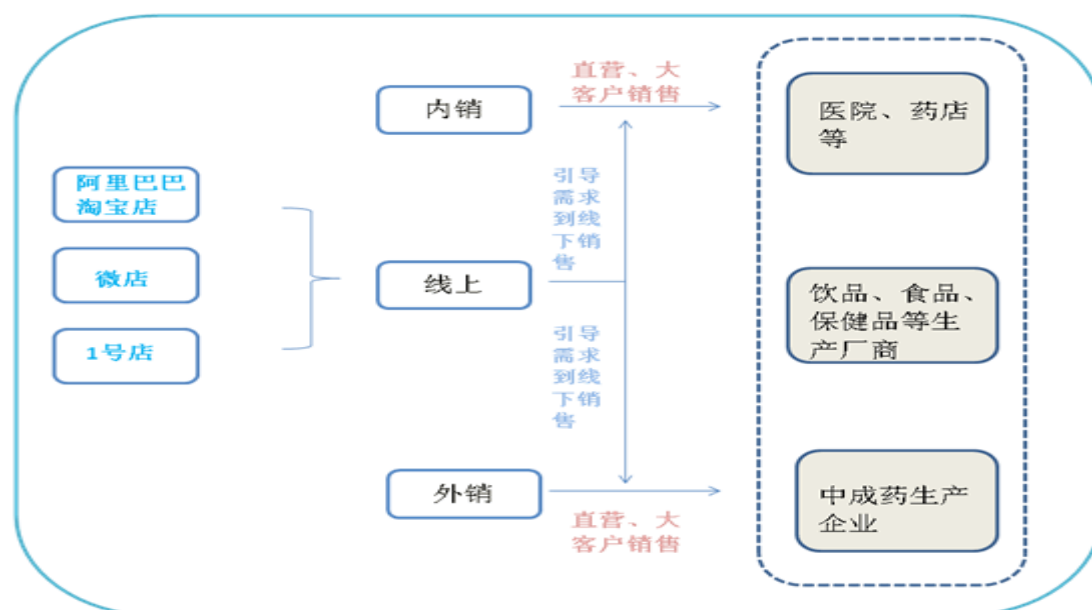 直营、大
客户销售
内销
医院、药店
等
阿里巴巴
淘宝店
引导
需求
到线
下销
售
微店
线上
饮品、食品、
保健品等生
产厂商
1号店
引导
需求
到线
下销
售
外销
直营、大
客户销售
中成药生产
企业